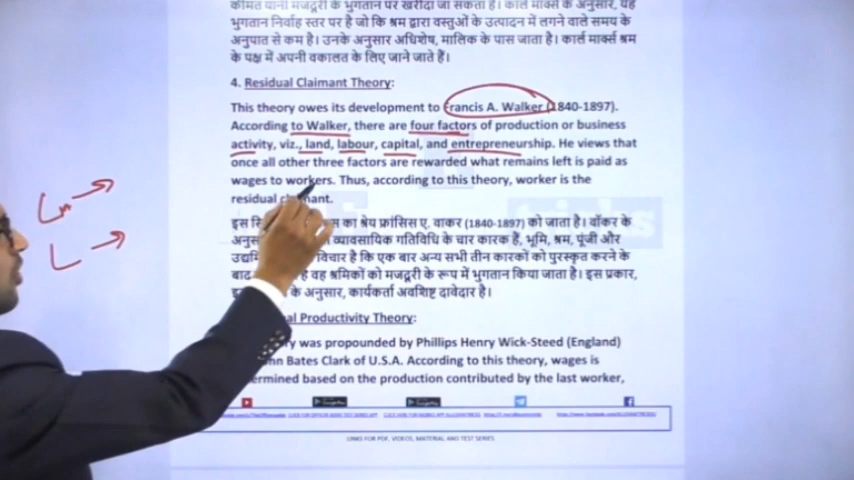 कीमत यानी मजदूरी के भुगतान पर खरीदा जा सकता है। कार्ल मार्क्स के अनुसार, यह
भुगतान निर्वाह स्तर पर है जो कि श्रम द्वारा वस्तुओं के उत्पादन में लगने वाले समय के
अनुपात से कम है। उनके अनुसार अधिशेष, मालिक के पास जाता है। कार्ल मार्क्स श्रम
के पक्ष में अपनी वकालत के लिए जाने जाते हैं।
4. Residual Claimant Theory:
This theory owes its development to Francis A. Walker (1840-1897).
According to Walker, there are four factors of production or business
activity, viz., land, labour, capital, and entrepreneurship. He views that
once all other three factors are rewarded what remains left is paid as
wages to workers. Thus, according to this theory, worker is the
residual claimant.
इस का श्रेय फ्रांसिस ए. वाकर (1840-1897) को जाता है। वॉकर के
व्यावसायिक गतिविधि के चार कारक हैं, भूमि, श्रम, पूंजी और
विचार है कि एक बार अन्य सभी तीन कारकों को पुरस्कृत करने के
बाद है वह श्रमिकों को मजदूरी के रूप में भुगतान किया जाता है। इस प्रकार,
के अनुसार, कार्यकर्ता अवशिष्ट दावेदार है।
Productivity Theory:
was propounded by Phillips Henry Wick-Steed (England)
Bates Clark of U.S.A. According to this theory, wages is
based on the production contributed by the last worker,
LINKS FOR PDF, VIDEOS, MATERIAL AND TEST SERIES